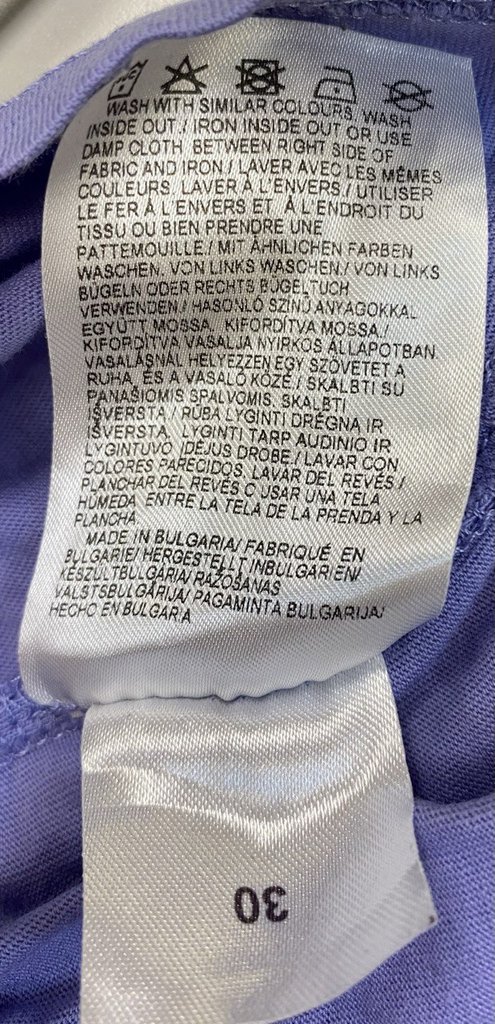 WASH WITH SIMILAR COLOURS, WASH
INSIDE OUT / IRON INSIDE OUT OR USE
DAMP CLOTH BETWEEN RIGHT SIDE OF
FABRIC AND IRON / LAVER AVEC LES MÊMES
COULEURS, LAVER À L'ENVERS / UTILISER
LE FER À L'ENVERS ET À L'ENDROIT DU
TISSU OU BIEN PRENDRE UNE
PATTEMOUILLE / MIT ÄHNLICHEN FARBEN
WASCHEN, VON LINKS WASCHEN / VON LINKS
BÜGELN ODER RECHTS BÜGELTUCH
VERWENDEN / HASONLÓ SZINŰ ANYAGOKKAL
EGYÜTT MOSSA, KIFORDÍTVA MOSSA /
KIFORDÍTVA VASALJA NYIRKOS ÁLLAPOTBAN
VASALÁSNÁL HELYEZZEN EGY SZÖVETET A
RUHA, ÉS A VASALÓ KÖZÉ / SKALBTI SU
PANAŠIOMIS SPALVOMIS, SKALBTI
IŠVERSTA / RŪBĄ LYGINTI DRĖGNĄ IR
IŠVERSTĄ, LYGINTI TARP AUDINIO IR
LYGINTUVO ĮDĖJUS DROBĘ / LAVAR CON
COLORES PARECIDOS, LAVAR DEL REVÉS /
PLANCHAR DEL REVÉS O USAR UNA TELA
HÚMEDA ENTRE LA TELA DE LA PRENDA Y LA
PLANCHA
MADE IN BULGARIA/ FABRIQUÉ EN
BULGARIE/ HERGESTELLT INBULGARIEN/
KÉSZÜLTBULGÁRIA/ RAŽOŠANAS
VALSTSBULGĀRIJA/ PAGAMINTA BULGARIJA/
HECHO EN BULGARIA
30